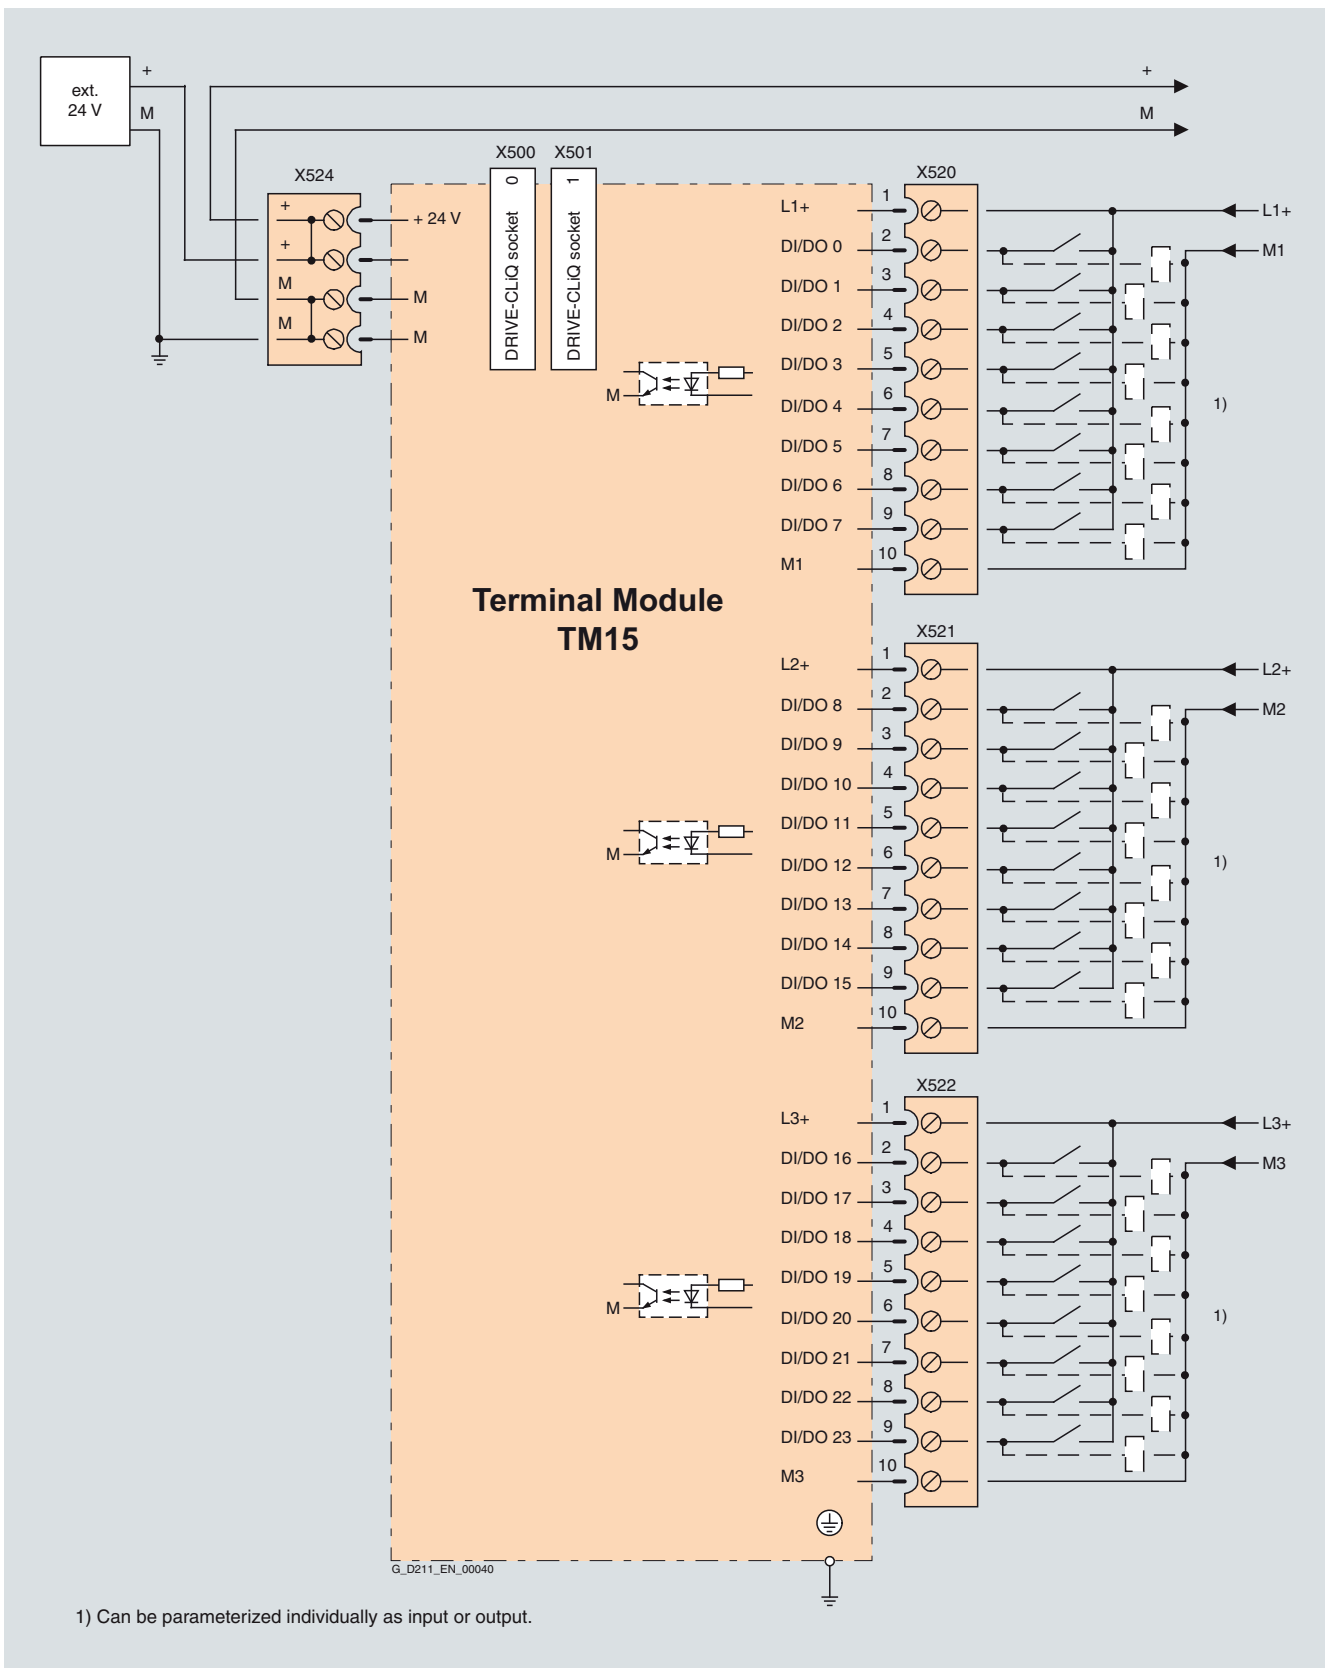 ext.
24 V
+
M
+
M
X524
+
+
M
M
+ 24 V
M
M
X500
X501
DRIVE-CLiQ socket 0
DRIVE-CLiQ socket 1
M
Terminal Module
TM15
X520
L1+ 1
DI/DO 0 2
DI/DO 1 3
DI/DO 2 4
DI/DO 3 5
DI/DO 4 6
DI/DO 5 7
DI/DO 6 8
DI/DO 7 9
M1 10
L1+
M1
1)
X521
L2+ 1
DI/DO 8 2
DI/DO 9 3
DI/DO 10 4
DI/DO 11 5
DI/DO 12 6
DI/DO 13 7
DI/DO 14 8
DI/DO 15 9
M2 10
M
L2+
M2
1)
X522
L3+ 1
DI/DO 16 2
DI/DO 17 3
DI/DO 18 4
DI/DO 19 5
DI/DO 20 6
DI/DO 21 7
DI/DO 22 8
DI/DO 23 9
M3 10
M
L3+
M3
1)
G_D211_EN_00040
1) Can be parameterized individually as input or output.